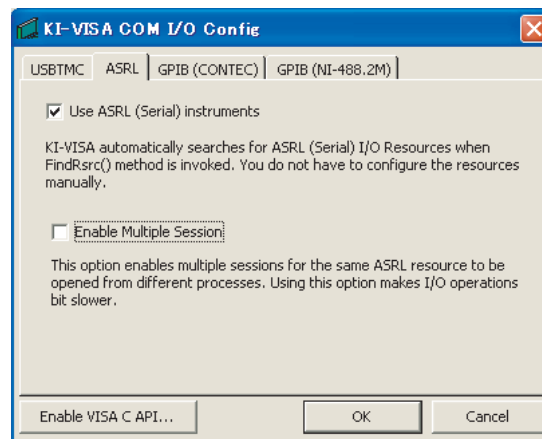 KI-VISA COM I/O Config
USBTMC ASRL GPIB (CONTEC) GPIB (NI-488.2M)
Use ASRL (Serial) instruments
KI-VISA automatically searches for ASRL (Serial) I/O Resources when
FindRsrc() method is invoked. You do not have to configure the resources
manually.
Enable Multiple Session
This option enables multiple sessions for the same ASRL resource to be
opened from different processes. Using this option makes I/O operations
bit slower.
Enable VISA C API... OK Cancel